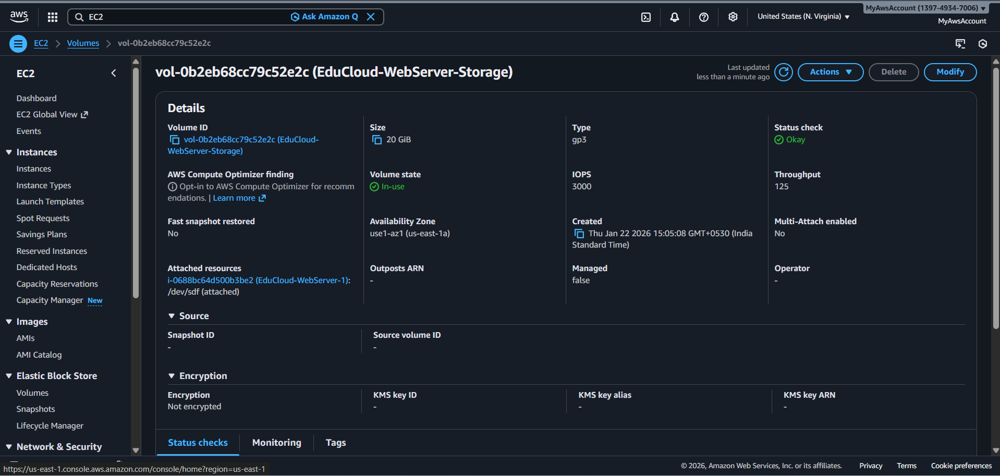 aws
EC2
Ask Amazon Q
United States (N. Virginia)
MyAwsAccount (1397-4934-7006)
MyAwsAccount
EC2
Volumes
vol-0b2eb68cc79c52e2c
EC2
Dashboard
EC2 Global View
Events
Instances
Instances
Instance Types
Launch Templates
Spot Requests
Savings Plans
Reserved Instances
Dedicated Hosts
Capacity Reservations
Capacity Manager New
Images
AMIs
AMI Catalog
Elastic Block Store
Volumes
Snapshots
Lifecycle Manager
Network & Security
vol-0b2eb68cc79c52e2c (EduCloud-WebServer-Storage)
Last updated
less than a minute ago
Actions
Delete
Modify
Details
Volume ID
vol-0b2eb68cc79c52e2c (EduCloud-
WebServer-Storage)
Size
20 GiB
Type
gp3
Status check
Okay
AWS Compute Optimizer finding
Opt-in to AWS Compute Optimizer for recomm
endations. | Learn more
Volume state
In-use
IOPS
3000
Throughput
125
Fast snapshot restored
No
Availability Zone
use1-az1 (us-east-1a)
Created
Thu Jan 22 2026 15:05:08 GMT+0530 (India
Standard Time)
Multi-Attach enabled
No
Attached resources
i-0688bc64d500b3be2 (EduCloud-WebServer-1):
/dev/sdf (attached)
Outposts ARN
-
Managed
false
Operator
-
Source
Snapshot ID
-
Source volume ID
-
Encryption
Encryption
Not encrypted
KMS key ID
-
KMS key alias
-
KMS key ARN
-
Status checks
Monitoring
Tags
https://us-east-1.console.aws.amazon.com/console/home?region=us-east-1
© 2026, Amazon Web Services, Inc. or its affiliates.
Privacy
Terms
Cookie preferences